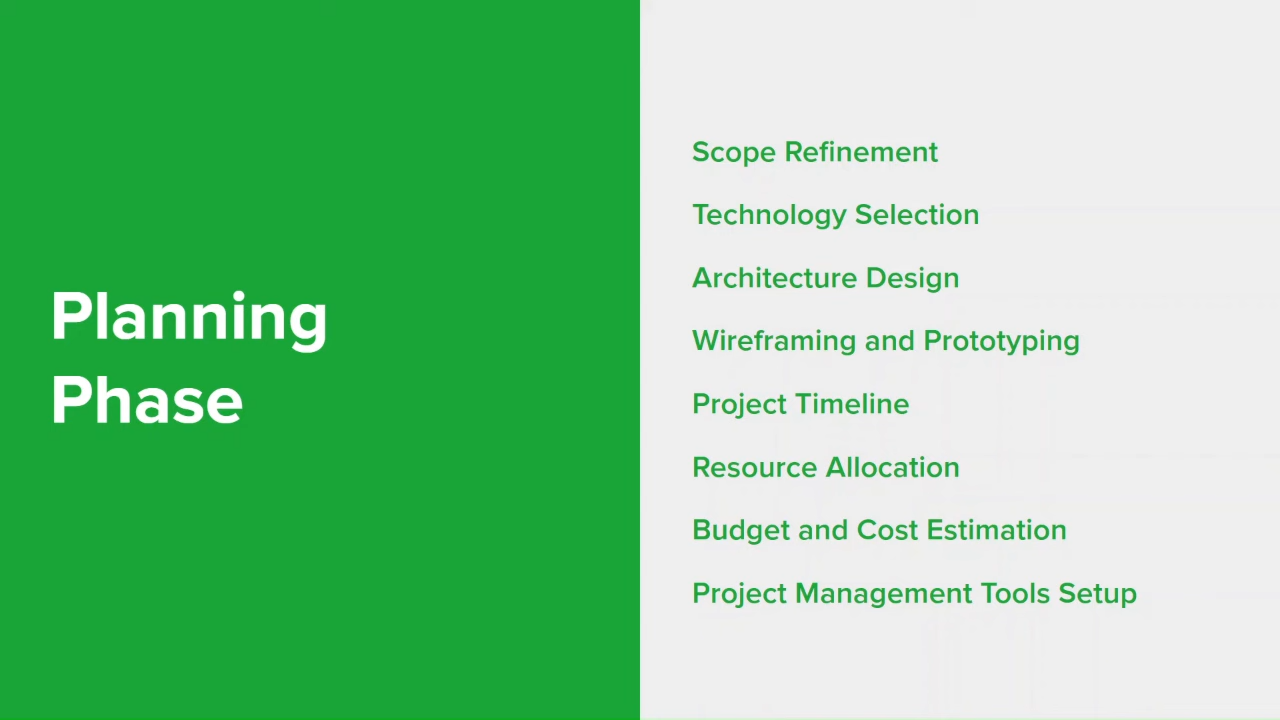 Planning
Phase
Scope Refinement
Technology Selection
Architecture Design
Wireframing and Prototyping
Project Timeline
Resource Allocation
Budget and Cost Estimation
Project Management Tools Setup